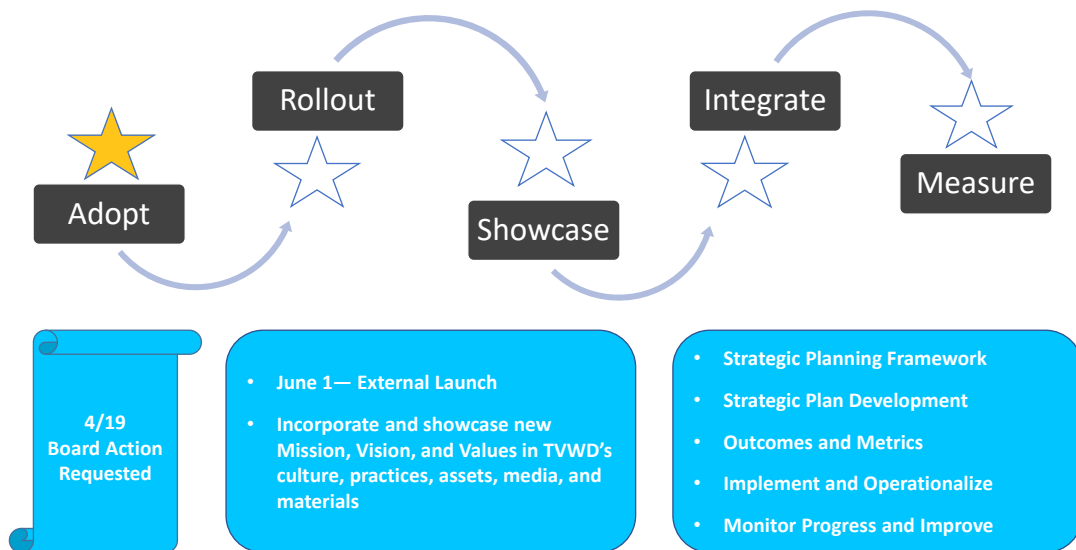 Rollout
Integrate
Adopt
Measure
Showcase
4/19
Board Action
Requested
• June 1— External Launch
• Incorporate and showcase new
Mission, Vision, and Values in TVWD’s
culture, practices, assets, media, and
materials
• Strategic Planning Framework
• Strategic Plan Development
• Outcomes and Metrics
• Implement and Operationalize
• Monitor Progress and Improve